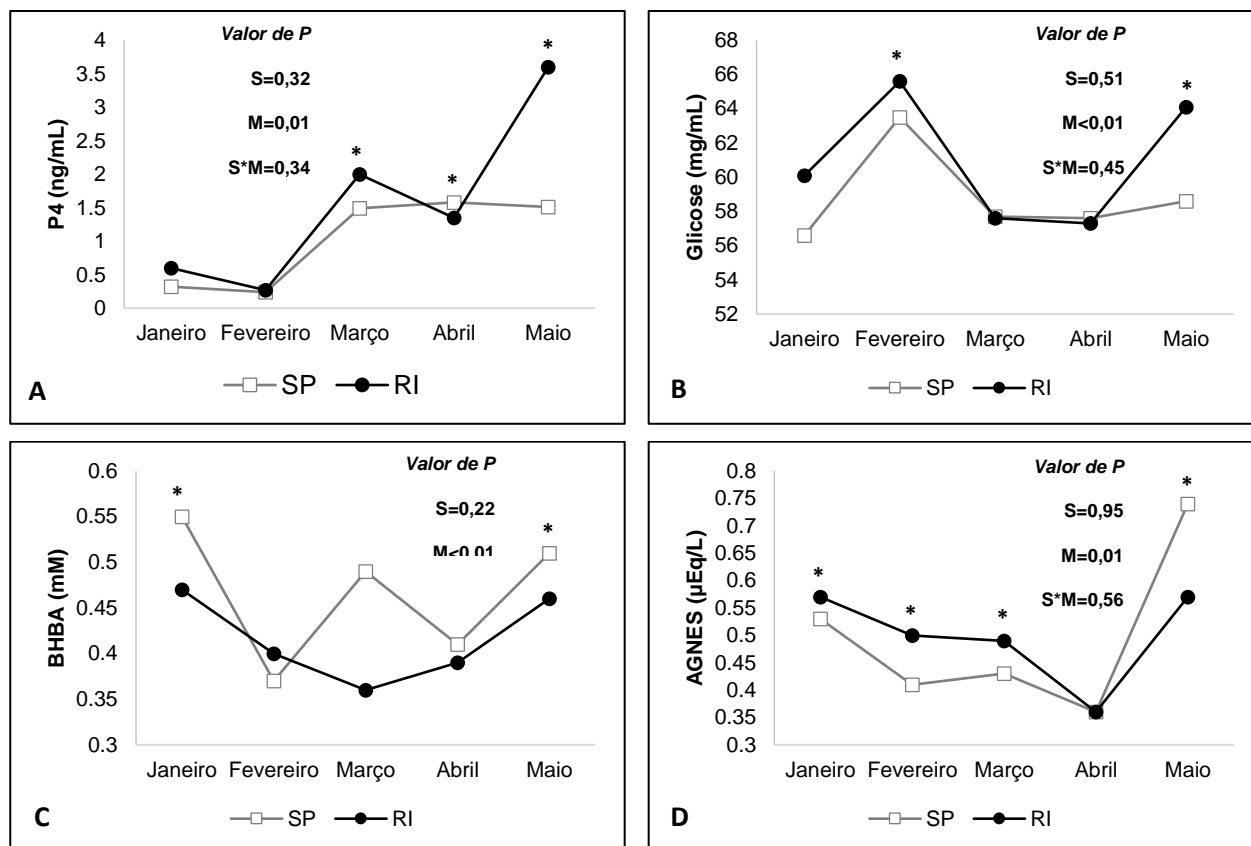 Valor de P
S=0,32
M=0,01
S*M=0,34
P4 (ng/mL)
4
3.5
3
2.5
2
1.5
1
0.5
0
*
*
*
Janeiro Fevereiro Março Abril Maio
SP RI
A
Valor de P
S=0,51
M<0,01
S*M=0,45
Glicose (mg/mL)
68
66
64
62
60
58
56
54
52
*
*
Janeiro Fevereiro Março Abril Maio
SP RI
B
Valor de P
S=0,22
M<0,01
BHBA (mM)
0.6
0.55
0.5
0.45
0.4
0.35
0.3
*
*
Janeiro Fevereiro Março Abril Maio
SP RI
C
Valor de P
S=0,95
M=0,01
S*M=0,56
AGNES (µEq/L)
0.8
0.75
0.7
0.65
0.6
0.55
0.5
0.45
0.4
0.35
0.3
*
*
*
*
Janeiro Fevereiro Março Abril Maio
SP RI
D